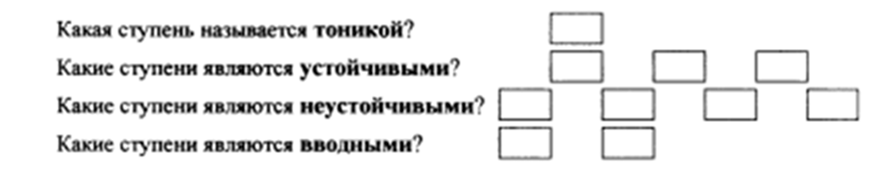 Какая ступень называется тоникой?
Какие ступени являются устойчивыми?
Какие ступени являются неустойчивыми?
Какие ступени являются вводными?